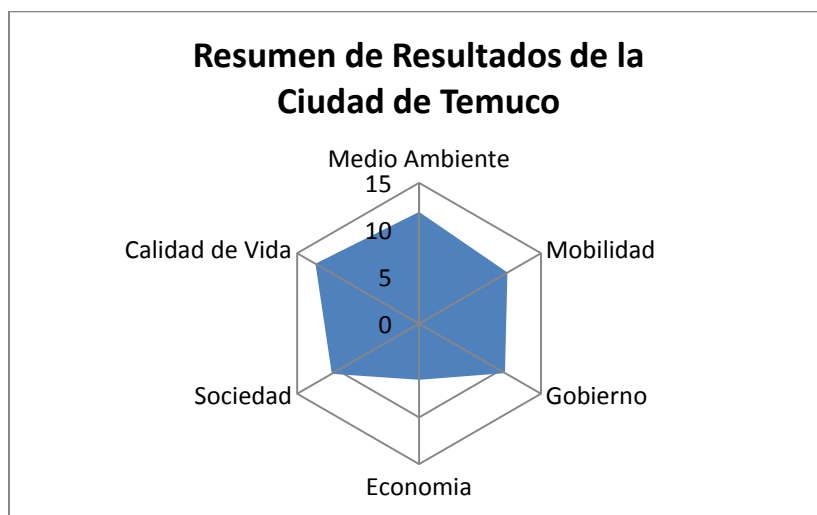 Resumen de Resultados de la
Ciudad de Temuco
Medio Ambiente
15
10
5
0
Calidad de Vida
Mobilidad
Sociedad
Gobierno
Economia